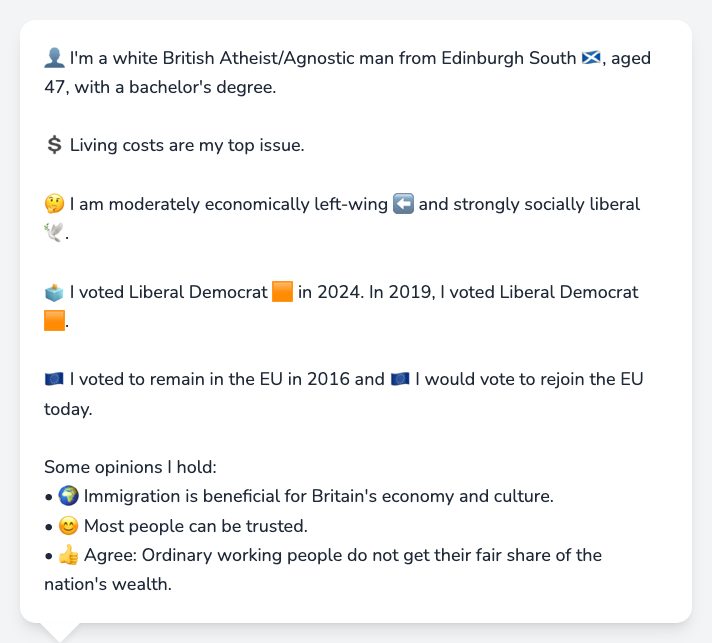 👤 I'm a white British Atheist/Agnostic man from Edinburgh South 🏴󠁧󠁢󠁳󠁣󠁴󠁿, aged
47, with a bachelor's degree.
💲 Living costs are my top issue.
🤔 I am moderately economically left-wing ⬅️ and strongly socially liberal
🕊️.
🗳️ I voted Liberal Democrat 🟧 in 2024. In 2019, I voted Liberal Democrat
🟧.
🇪🇺 I voted to remain in the EU in 2016 and 🇪🇺 I would vote to rejoin the EU
today.
Some opinions I hold:
• 🌍 Immigration is beneficial for Britain's economy and culture.
• 😊 Most people can be trusted.
• 👍 Agree: Ordinary working people do not get their fair share of the
nation's wealth.